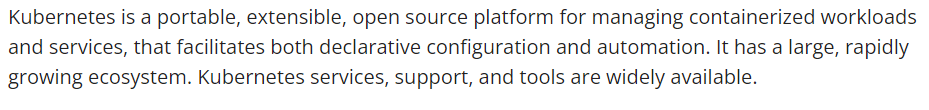 Kubernetes is a portable, extensible, open source platform for managing containerized workloads
and services, that facilitates both declarative configuration and automation. It has a large, rapidly
growing ecosystem. Kubernetes services, support, and tools are widely available.